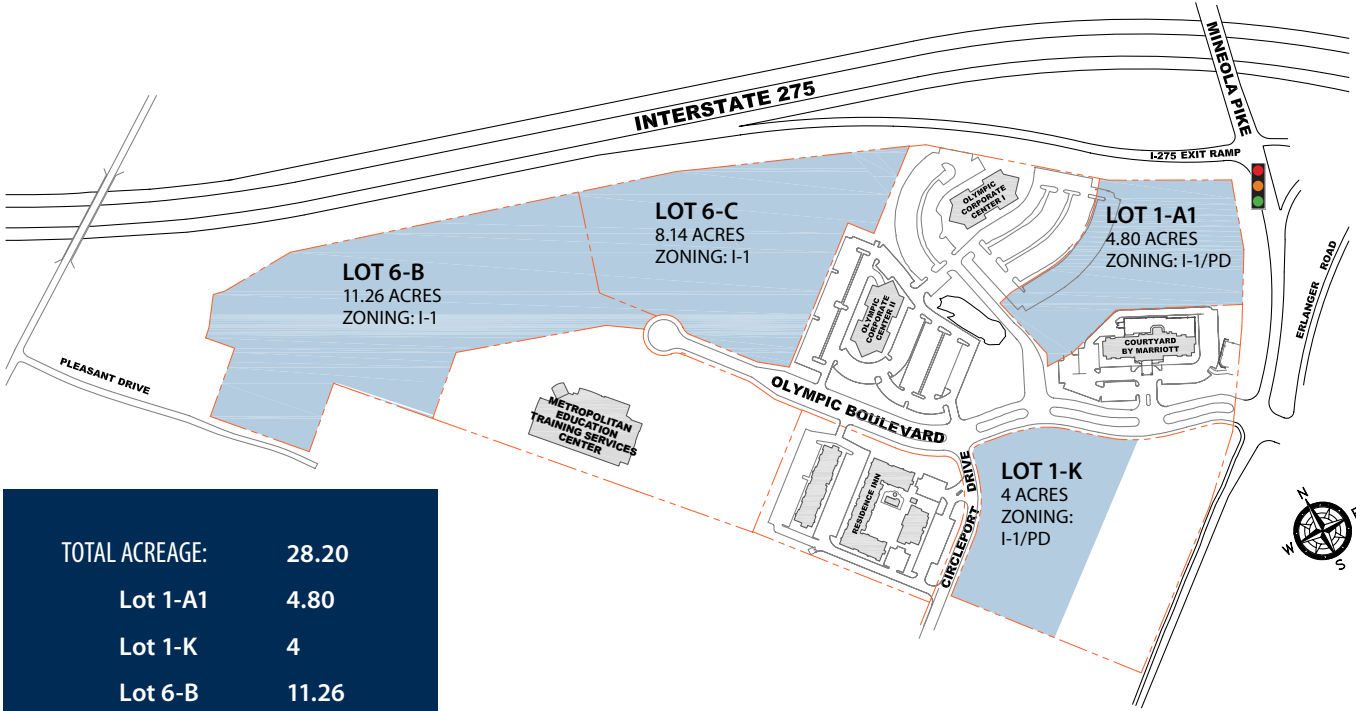 INTERSTATE 275
MINEOLA PIKE
I-275 EXIT RAMP
OLYMPIC
CORPORATE
CENTER I
LOT 1-A1
4.80 ACRES
ZONING: I-1/PD
LOT 6-C
8.14 ACRES
ZONING: I-1
LOT 6-B
11.26 ACRES
ZONING: I-1
ERLANGER ROAD
OLYMPIC
CORPORATE
CENTER II
COURTYARD
BY MARRIOTT
PLEASANT DRIVE
OLYMPIC BOULEVARD
METROPOLITAN
EDUCATION
TRAINING SERVICES
CENTER
RESIDENCE INN
CIRCLEPORT DRIVE
LOT 1-K
4 ACRES
ZONING:
I-1/PD
N
E
W
S
TOTAL ACREAGE: 28.20
Lot 1-A1 4.80
Lot 1-K 4
Lot 6-B 11.26